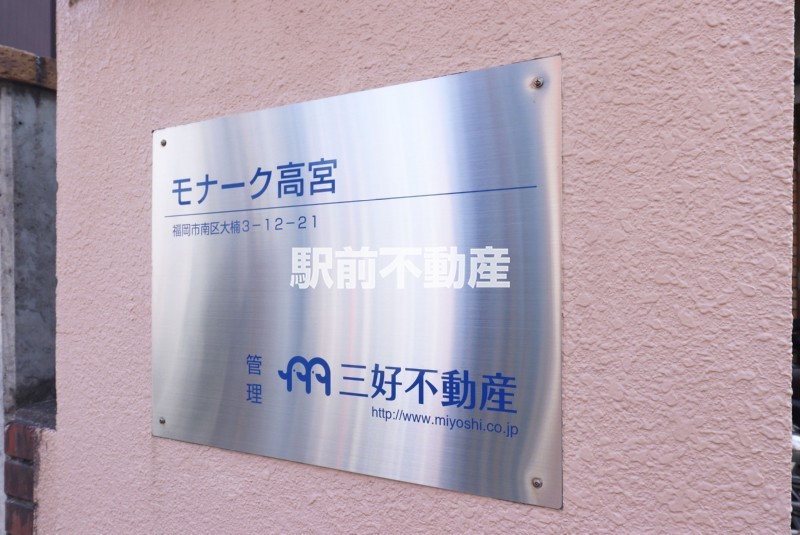 モナーク高宮
福岡市南区大楠3-12-21
駅前不動産
管理 三好不動産
http://www.miyoshi.co.jp